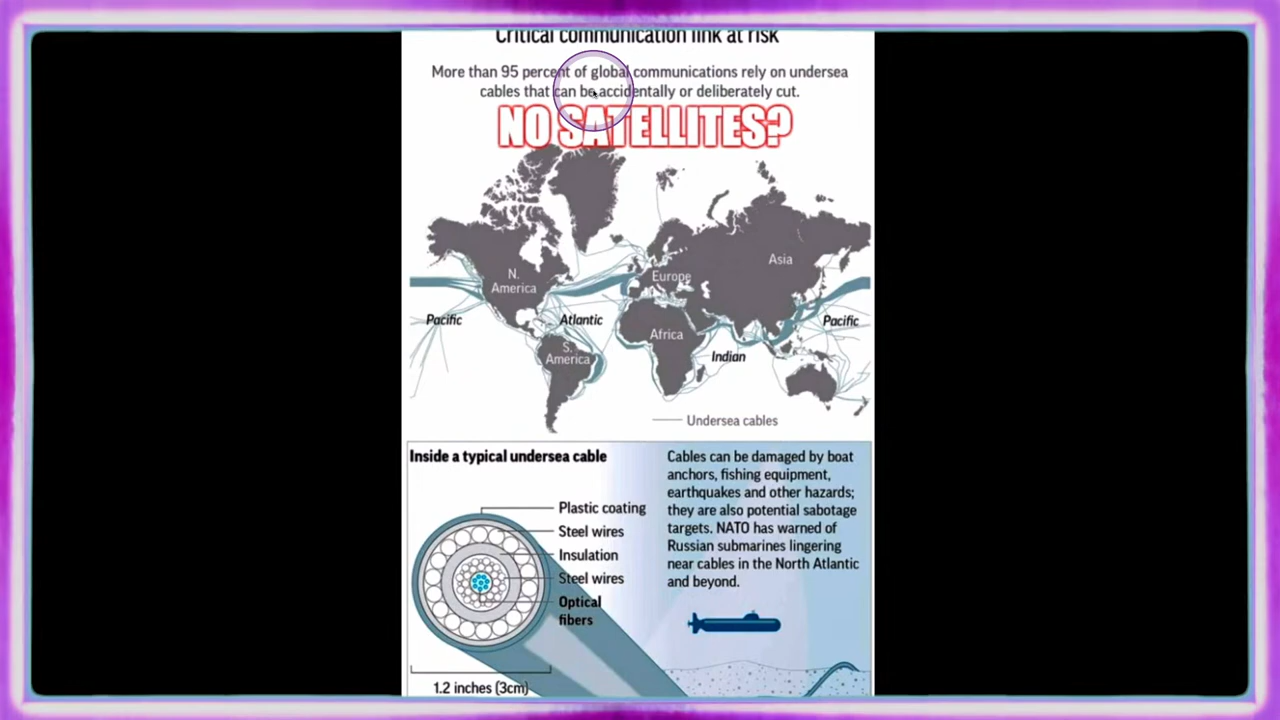 Critical communication link at risk
More than 95 percent of global communications rely on undersea
cables that can be accidentally or deliberately cut.
NO SATELLITES?
N.
America
Europe
Asia
Pacific
Atlantic
Africa
Indian
Pacific
S.
America
Undersea cables
Inside a typical undersea cable
Plastic coating
Steel wires
Insulation
Steel wires
Optical
fibers
1.2 inches (3cm)
Cables can be damaged by boat
anchors, fishing equipment,
earthquakes and other hazards;
they are also potential sabotage
targets. NATO has warned of
Russian submarines lingering
near cables in the North Atlantic
and beyond.